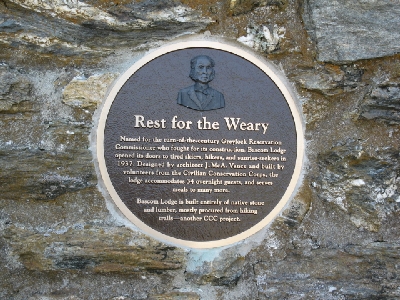 Rest for the Weary
Named for the turn-of-the-century Greylock Reservation
Commissioner who fought for its construction, Bascom Lodge
opened its doors to tired skiers, hikers, and sunrise-seekers in
1937. Designed by architect J. McA. Vance and built by
volunteers from the Civilian Conservation Corps, the
lodge accommodates 34 overnight guests, and serves
meals to many more.
Bascom Lodge is built entirely of native stone
and lumber, mostly procured from hiking
trails—another CCC project.